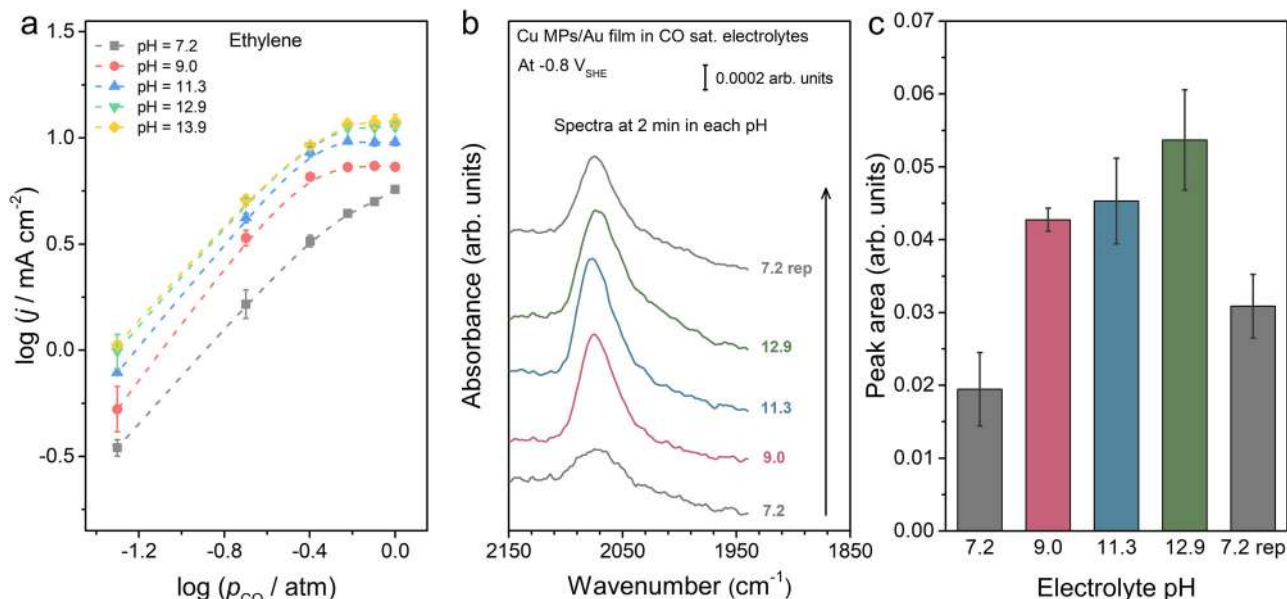 a
Ethylene
pH = 7.2
pH = 9.0
pH = 11.3
pH = 12.9
pH = 13.9
1.5
1.0
0.5
0.0
-0.5
log (j / mA cm⁻²)
-1.2 -0.8 -0.4 0.0
log (p_CO / atm)
b
Cu MPs/Au film in CO sat. electrolytes
At -0.8 V_SHE
0.0002 arb. units
Spectra at 2 min in each pH
7.2 rep
12.9
11.3
9.0
7.2
Absorbance (arb. units)
2150 2050 1950 1850
Wavenumber (cm⁻¹)
c
0.07
0.06
0.05
0.04
0.03
0.02
0.01
0.00
Peak area (arb. units)
7.2 9.0 11.3 12.9 7.2 rep
Electrolyte pH